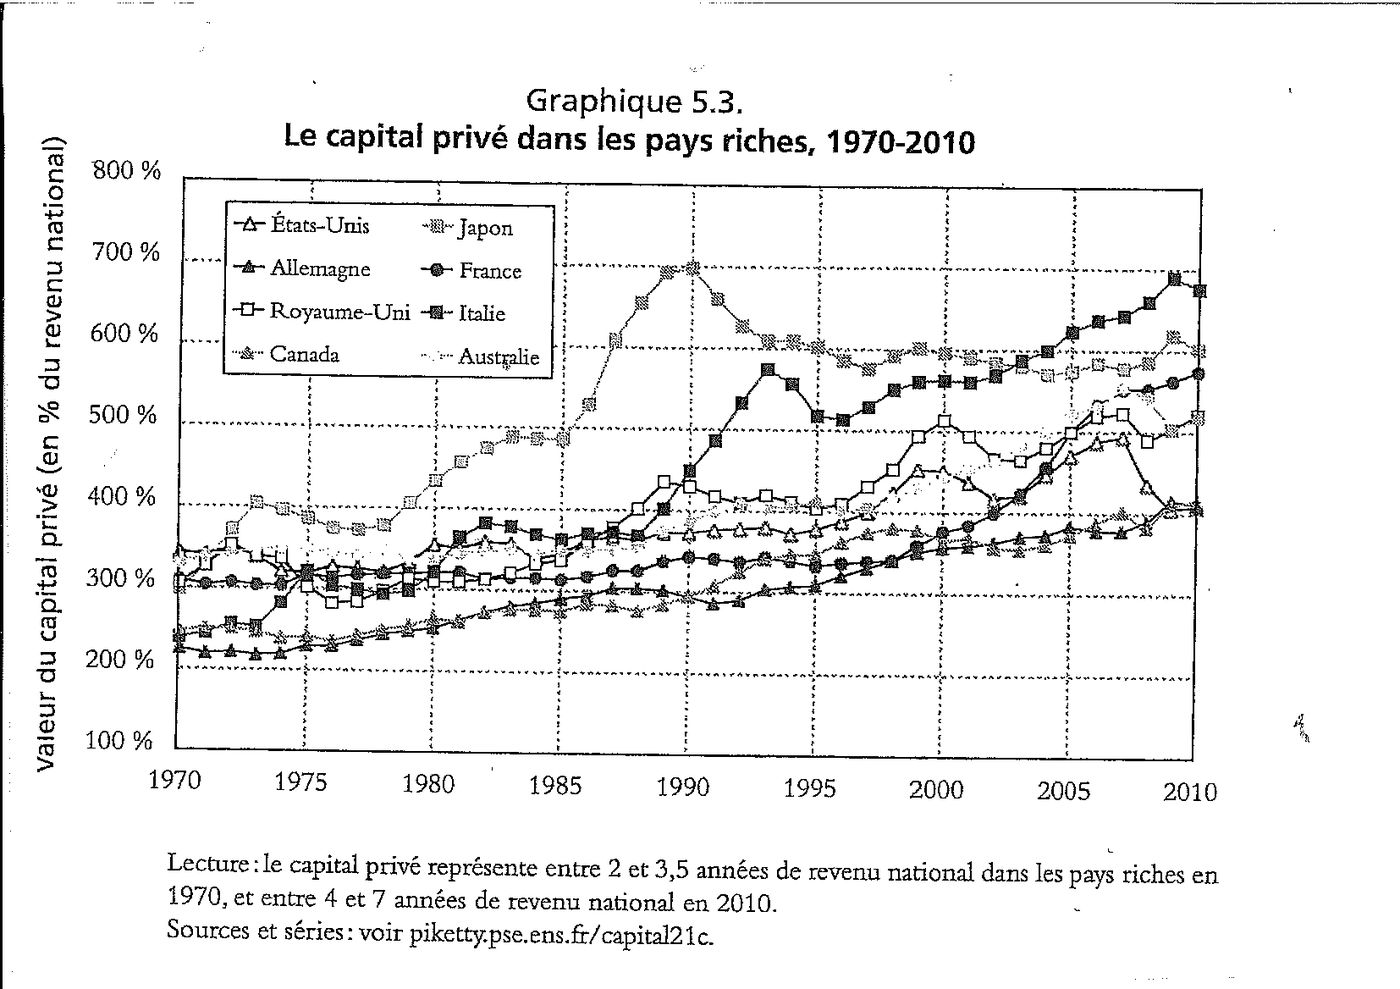 Graphique 5.3.
Le capital privé dans les pays riches, 1970-2010
Valeur du capital privé (en % du revenu national)
800 %
700 %
600 %
500 %
400 %
300 %
200 %
100 %
États-Unis
Japon
Allemagne
France
Royaume-Uni
Italie
Canada
Australie
1970 1975 1980 1985 1990 1995 2000 2005 2010
Lecture : le capital privé représente entre 2 et 3,5 années de revenu national dans les pays riches en
1970, et entre 4 et 7 années de revenu national en 2010.
Sources et séries : voir piketty.pse.ens.fr/capital21c.